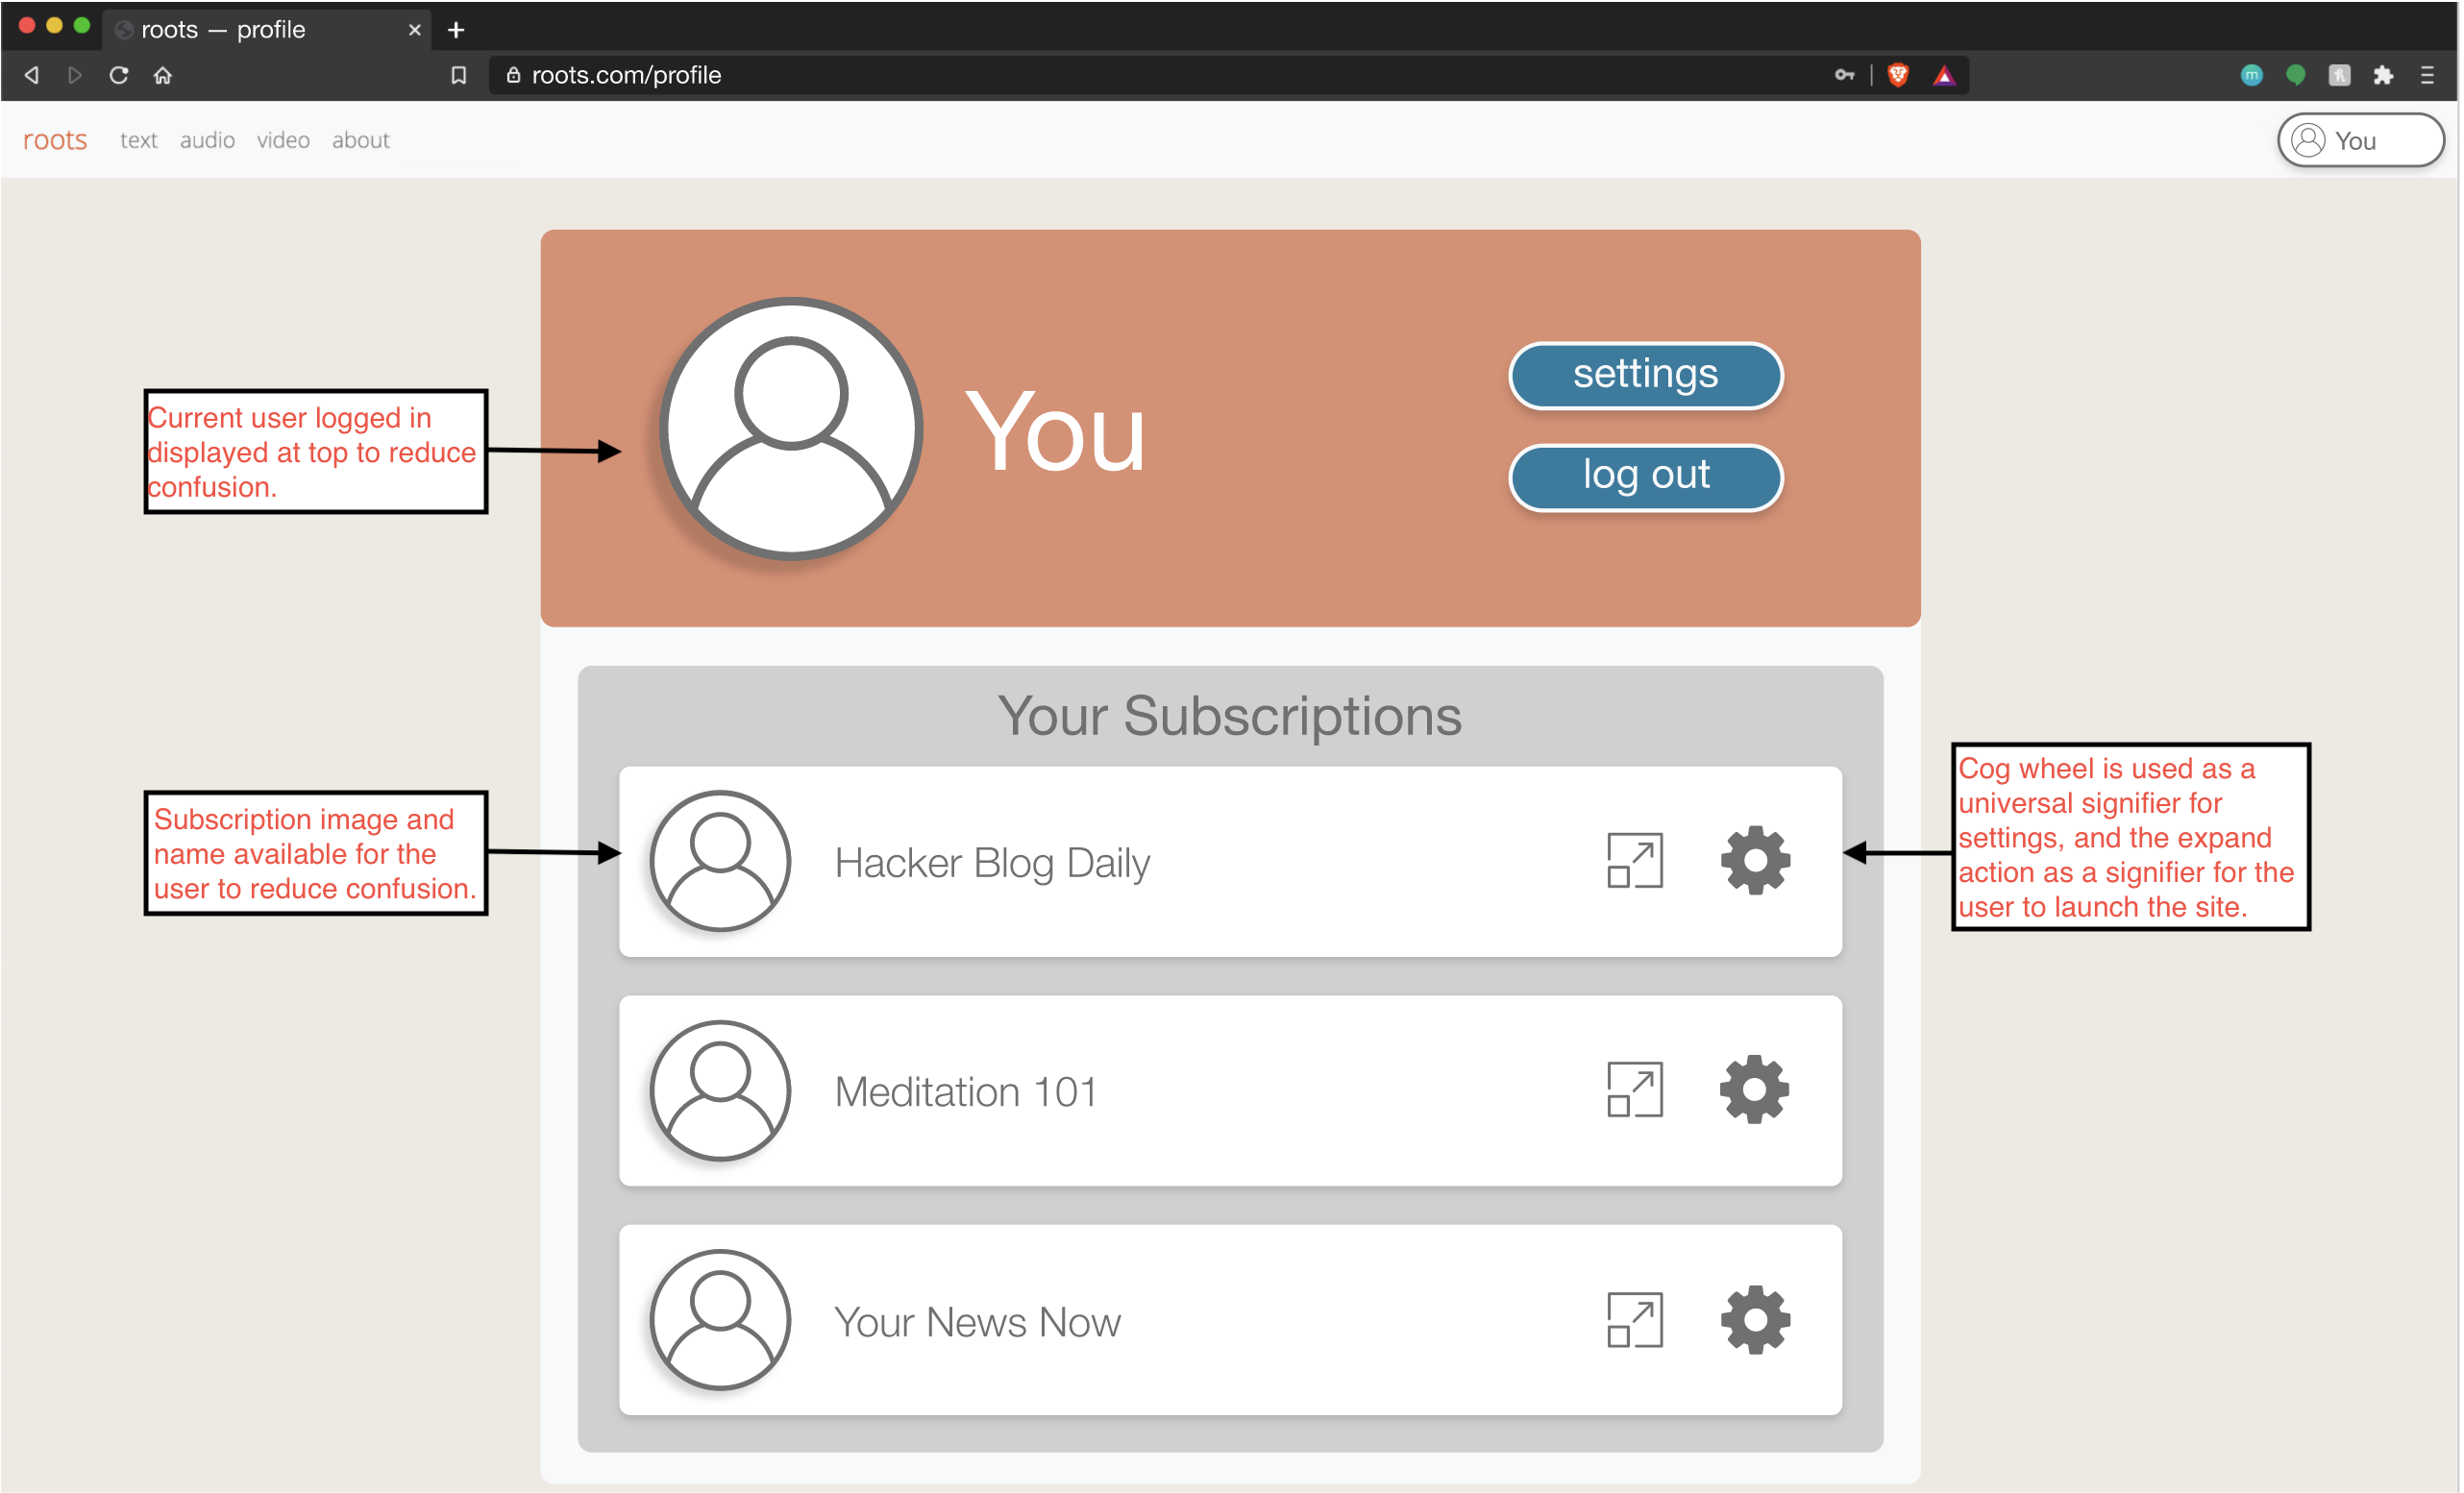 roots — profile
roots.com/profile
m
roots text audio video about
You
You
settings
log out
Current user logged in
displayed at top to reduce
confusion.
Your Subscriptions
Subscription image and
name available for the
user to reduce confusion.
Hacker Blog Daily
Cog wheel is used as a
universal signifier for
settings, and the expand
action as a signifier for the
user to launch the site.
Meditation 101
Your News Now